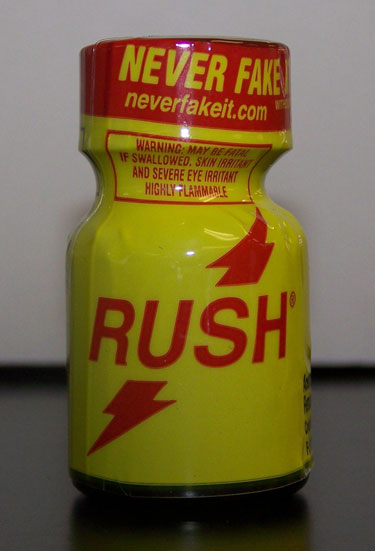 NEVER FAKE
neverfakeit.com
WARNING: MAY BE FATAL
IF SWALLOWED, SKIN IRRITANT
AND SEVERE EYE IRRITANT
HIGHLY FLAMMABLE
RUSH®